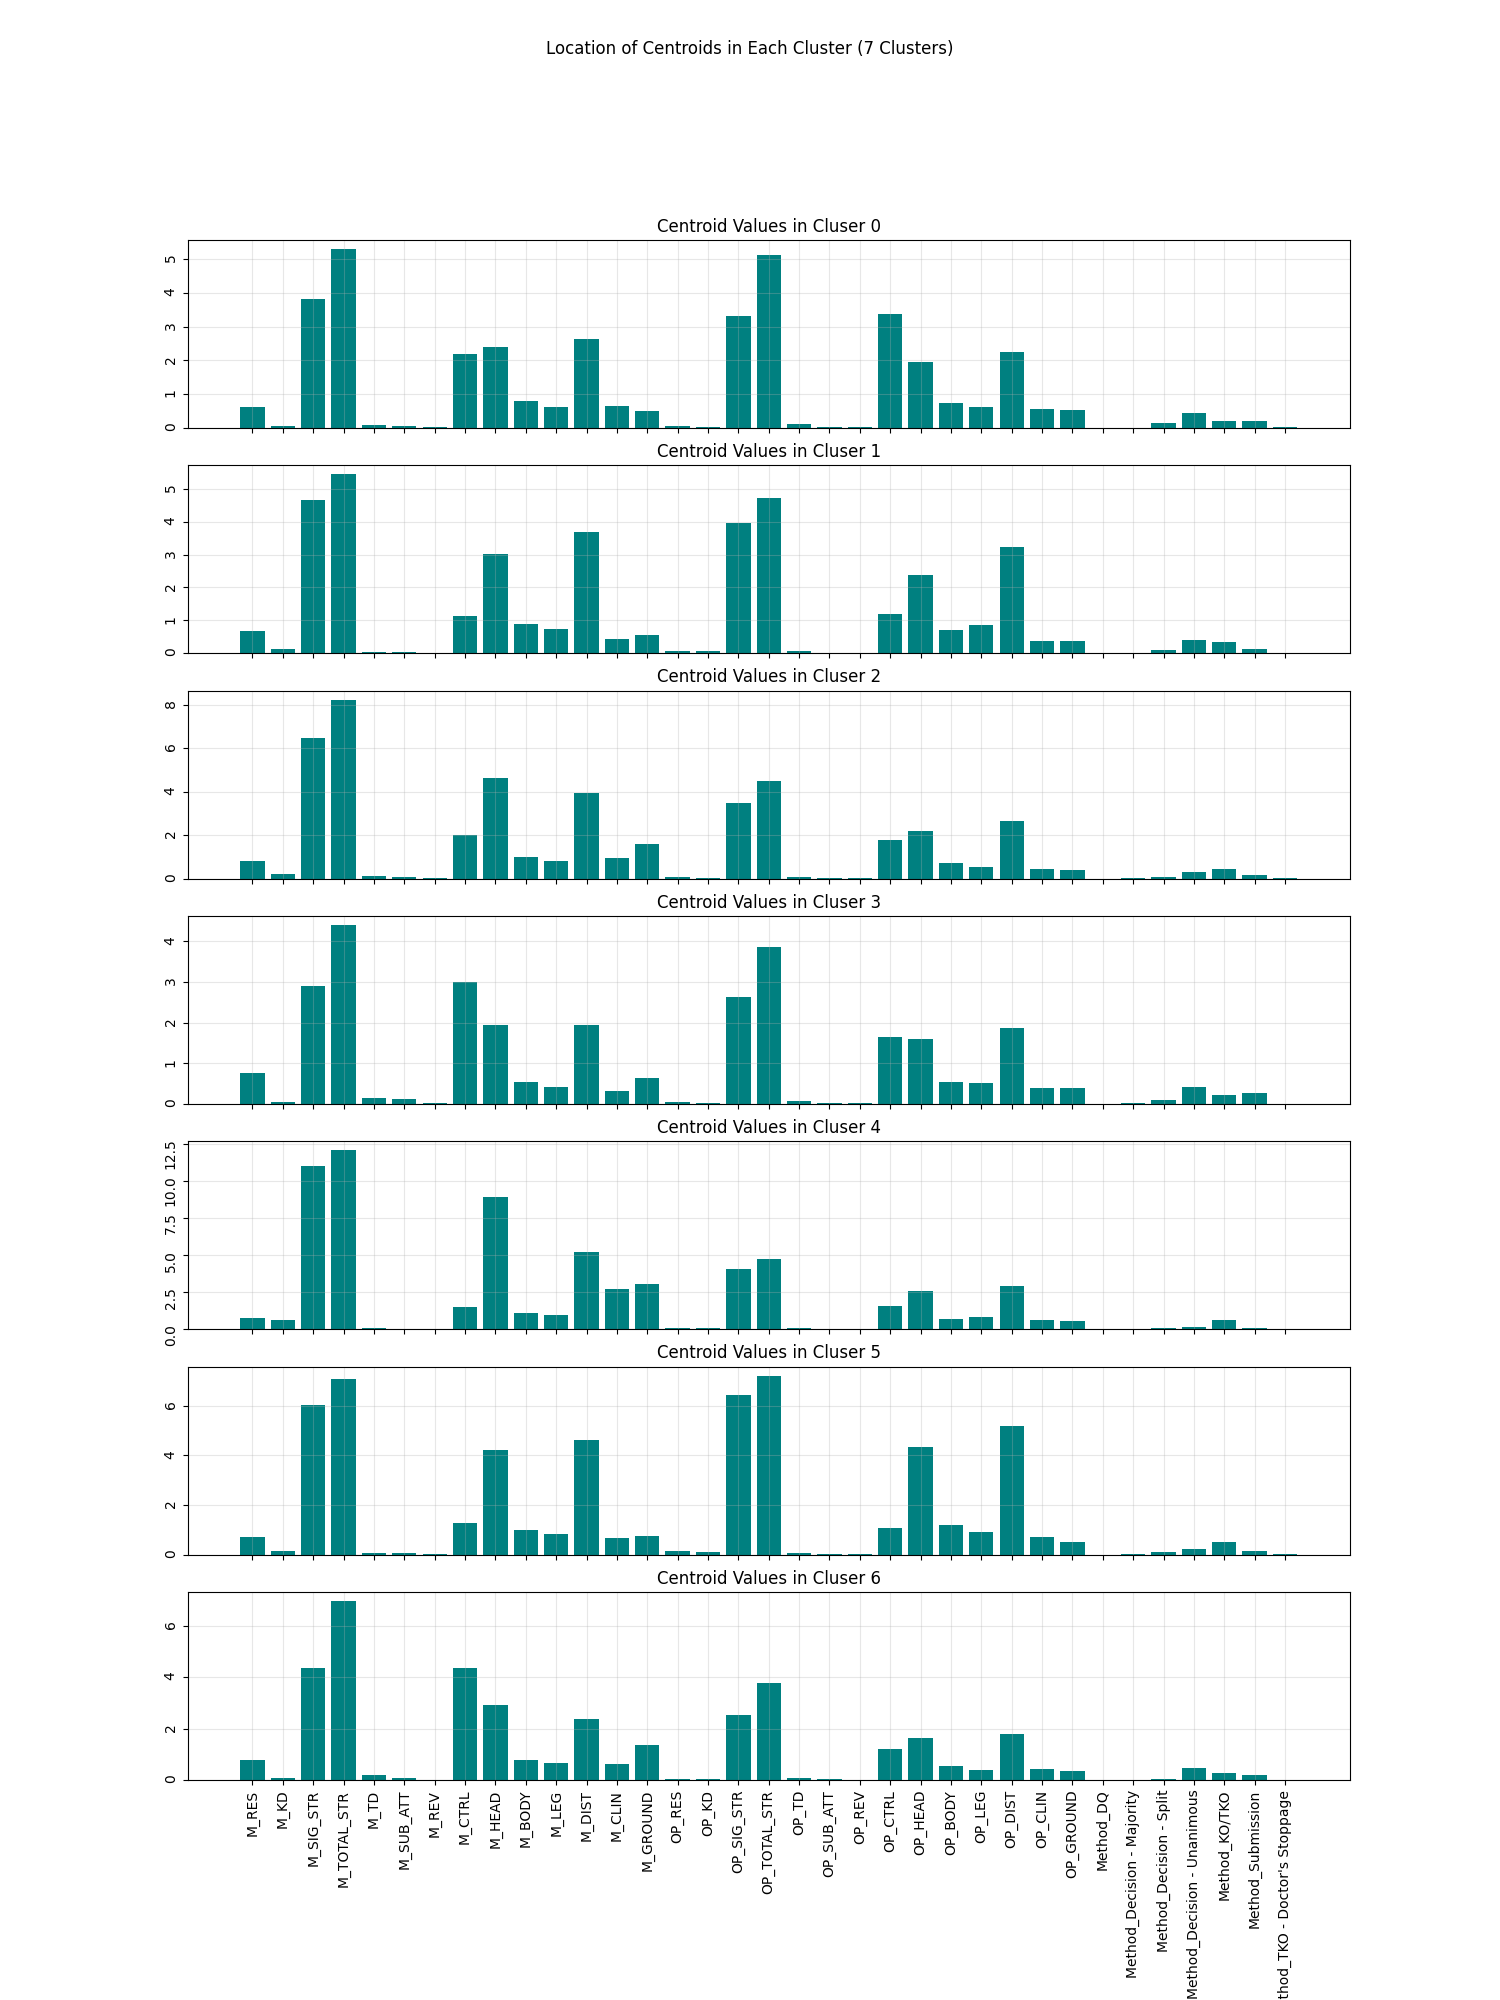 Location of Centroids in Each Cluster (7 Clusters)
Centroid Values in Cluser 0
5
4
3
2
1
0
Centroid Values in Cluser 1
5
4
3
2
1
0
Centroid Values in Cluser 2
8
6
4
2
0
Centroid Values in Cluser 3
4
3
2
1
0
Centroid Values in Cluser 4
12.5
10.0
7.5
5.0
2.5
0.0
Centroid Values in Cluser 5
6
4
2
0
Centroid Values in Cluser 6
6
4
2
0
M_RES
M_KD
M_SIG_STR
M_TOTAL_STR
M_TD
M_SUB_ATT
M_REV
M_CTRL
M_HEAD
M_BODY
M_LEG
M_DIST
M_CLIN
M_GROUND
OP_RES
OP_KD
OP_SIG_STR
OP_TOTAL_STR
OP_TD
OP_SUB_ATT
OP_REV
OP_CTRL
OP_HEAD
OP_BODY
OP_LEG
OP_DIST
OP_CLIN
OP_GROUND
Method_DQ
Method_Decision - Majority
Method_Decision - Split
Method_Decision - Unanimous
Method_KO/TKO
Method_Submission
thod_TKO - Doctor's Stoppage